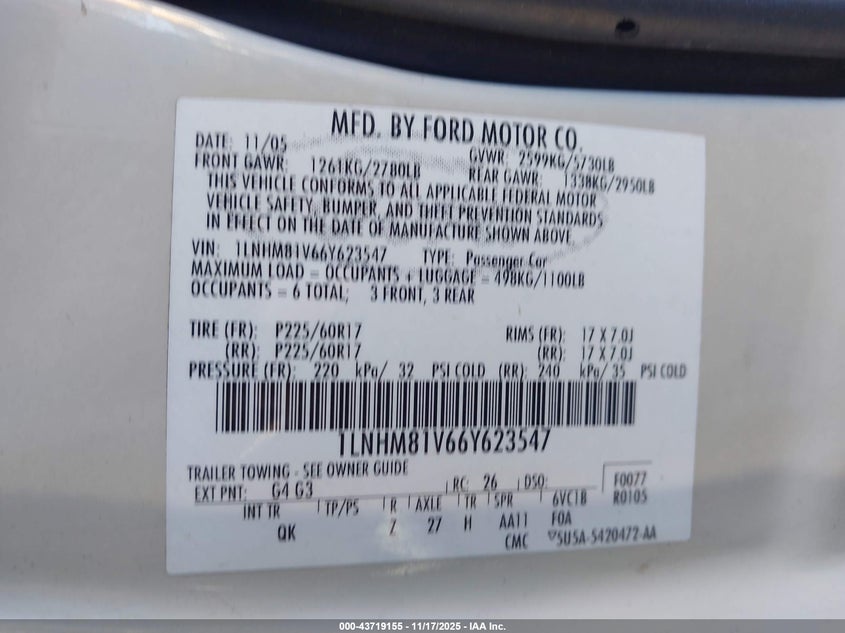 MFD. BY FORD MOTOR CO.
DATE: 11/05 GVWR: 2599KG/5730LB
FRONT GAWR: 1261KG/2780LB REAR GAWR: 1338KG/2950LB
THIS VEHICLE CONFORMS TO ALL APPLICABLE FEDERAL MOTOR
VEHICLE SAFETY, BUMPER, AND THEFT PREVENTION STANDARDS
IN EFFECT ON THE DATE OF MANUFACTURE SHOWN ABOVE
VIN: 1LNHM81V66Y623547 TYPE: Passenger Car
MAXIMUM LOAD = OCCUPANTS + LUGGAGE = 498KG/1100LB
OCCUPANTS = 6 TOTAL; 3 FRONT, 3 REAR
TIRE (FR): P225/60R17 RIMS (FR): 17 X 7.0J
(RR): P225/60R17 (RR): 17 X 7.0J
PRESSURE (FR): 220 kPa/ 32 PSI COLD (RR): 240 kPa/ 35 PSI COLD
1LNHM81V66Y623547
TRAILER TOWING - SEE OWNER GUIDE
EXT PNT: G4 G3 RC: 26 DSO: F0077
INT TR TP/PS R AXLE TR SPR 6VC1B R0105
QK Z 27 H AA11 FOA
CMC ▽5U5A-5420472-AA
000-43719155 - 11/17/2025 - IAA Inc.